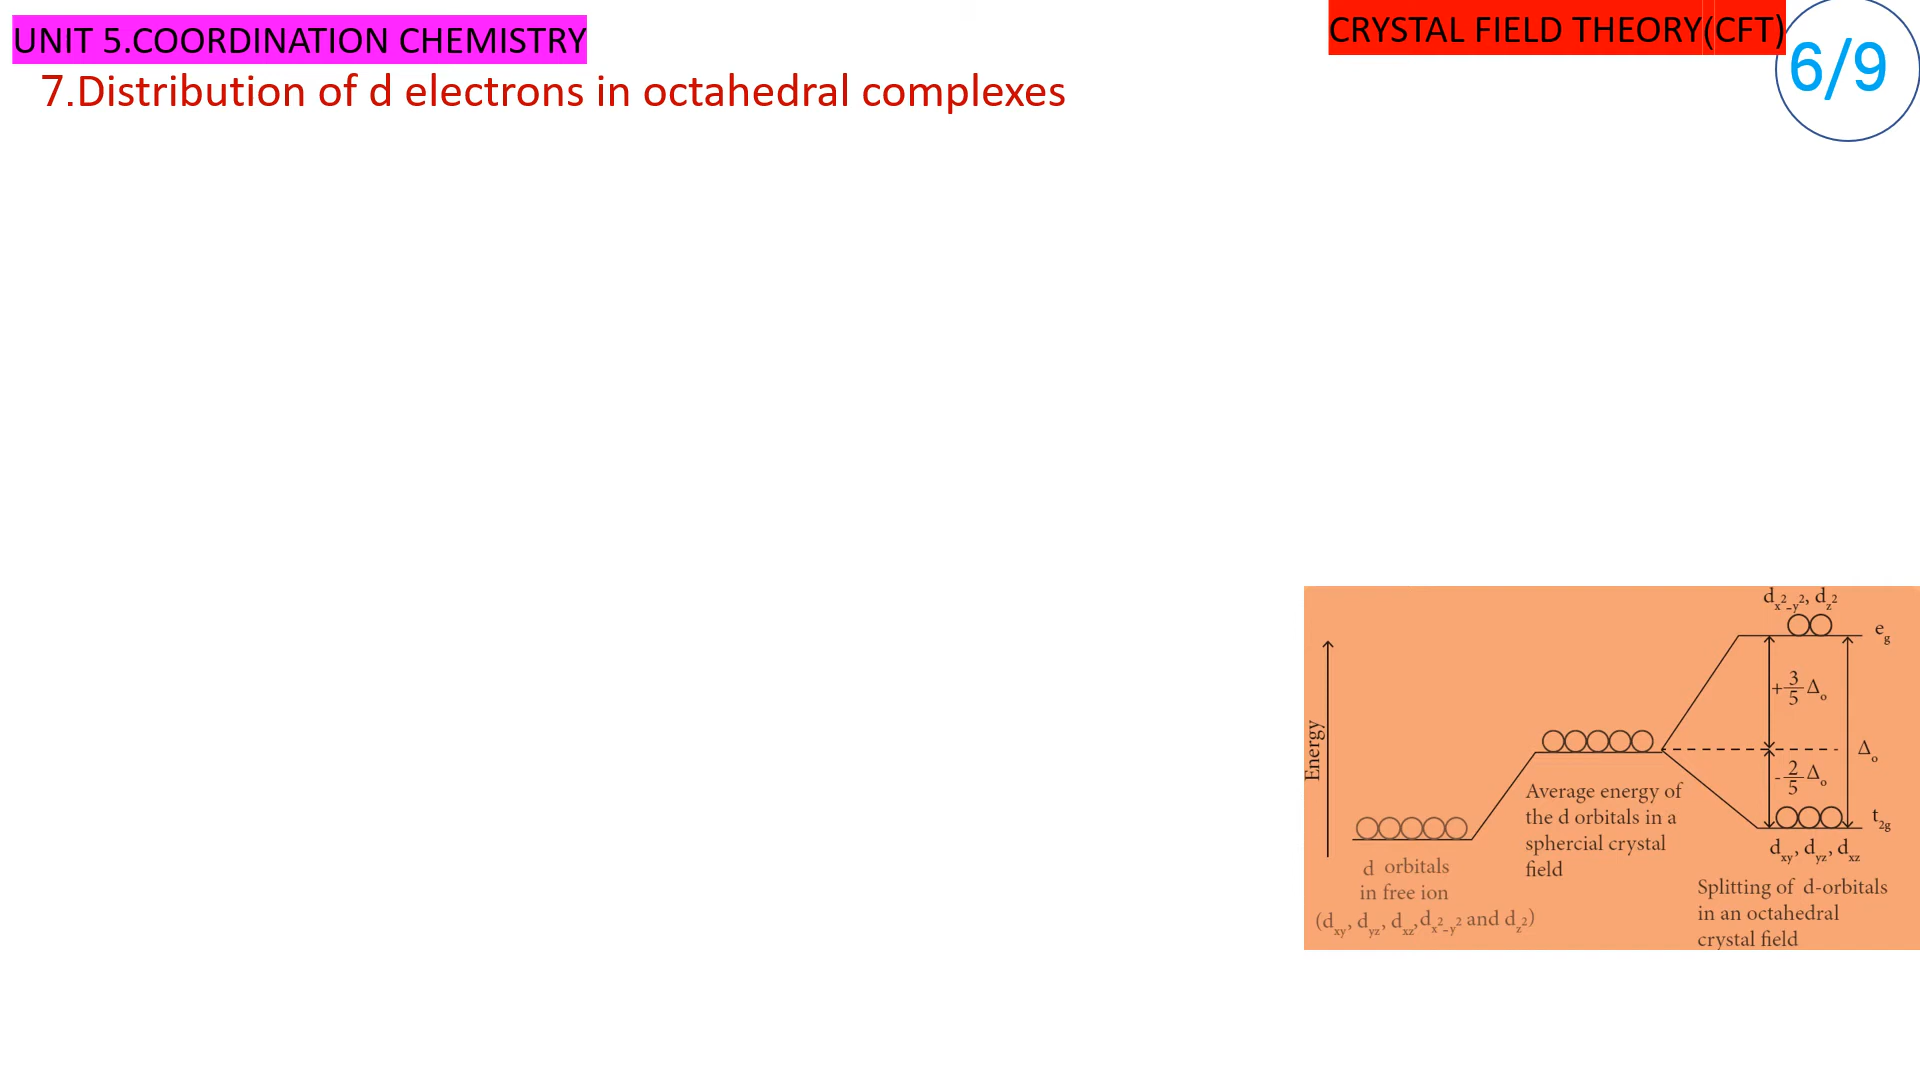 UNIT 5.COORDINATION CHEMISTRY
CRYSTAL FIELD THEORY(CFT)
6/9
7.Distribution of d electrons in octahedral complexes
dx²-y², dz²
eg
+3/5 Δo
Energy
Δo
-2/5 Δo
Average energy of
the d orbitals in a
sphercial crystal
field
t2g
dxy, dyz, dxz
d orbitals
in free ion
(dxy, dyz, dxz, dx²-y² and dz²)
Splitting of d-orbitals
in an octahedral
crystal field